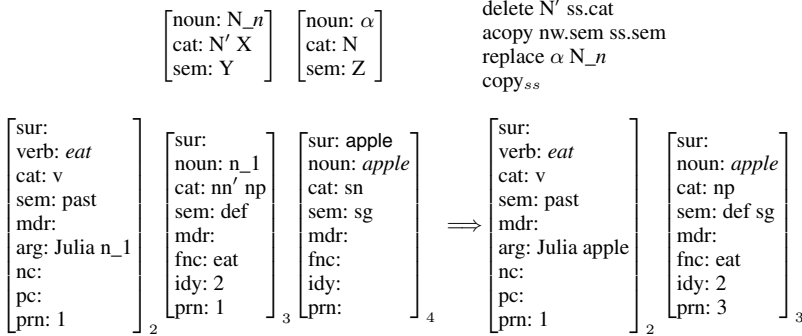 [noun: N_n] [noun: α] delete N′ ss.cat
[cat: N′ X] [cat: N] acopy nw.sem ss.sem
[sem: Y] [sem: Z] replace α N_n
copyss
sur:
verb: eat
cat: v
sem: past
mdr:
arg: Julia n_1
nc:
pc:
prn: 1
2
sur:
noun: n_1
cat: nn′ np
sem: def
mdr:
fnc: eat
idy: 2
prn: 1
3
sur: apple
noun: apple
cat: sn
sem: sg
mdr:
fnc:
idy:
prn:
4
⟹
sur:
verb: eat
cat: v
sem: past
mdr:
arg: Julia apple
nc:
pc:
prn: 1
2
sur:
noun: apple
cat: np
sem: def sg
mdr:
fnc: eat
idy: 2
prn: 3
3